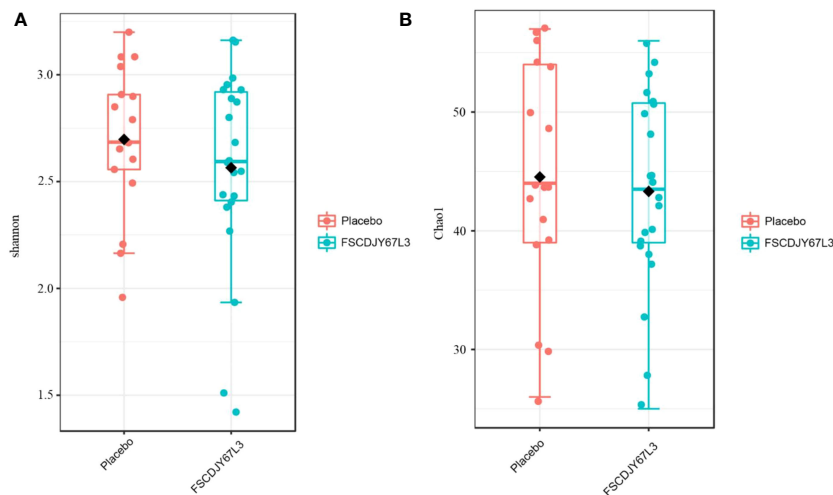 A
shannon
3.0
2.5
2.0
1.5
Placebo
FSCDJY67L3
Placebo
FSCDJY67L3
B
Chao1
50
40
30
Placebo
FSCDJY67L3
Placebo
FSCDJY67L3